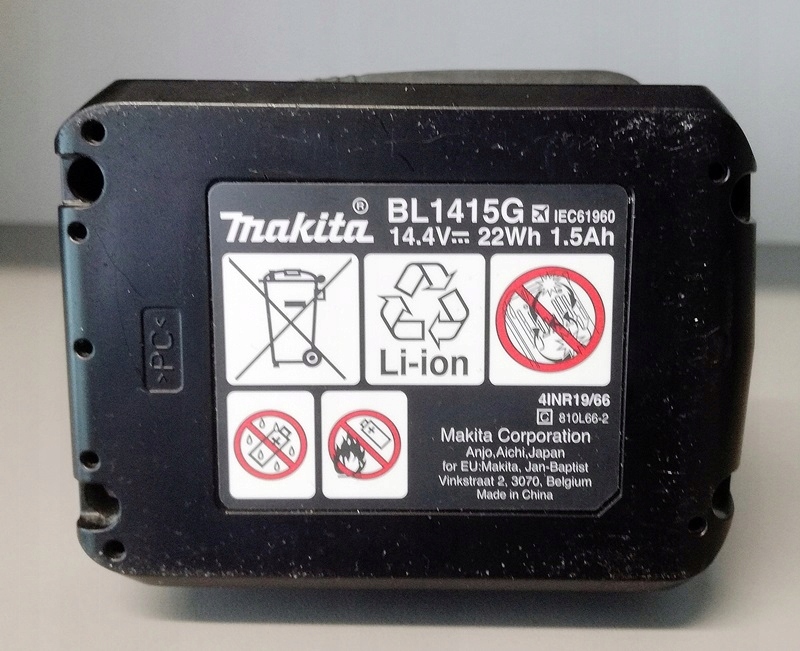 makita® BL1415G IEC61960
14.4V⎓ 22Wh 1.5Ah
Li-ion
>PC<
4INR19/66
C 810L66-2
Makita Corporation
Anjo,Aichi,Japan
for EU:Makita, Jan-Baptist
Vinkstraat 2, 3070, Belgium
Made in China